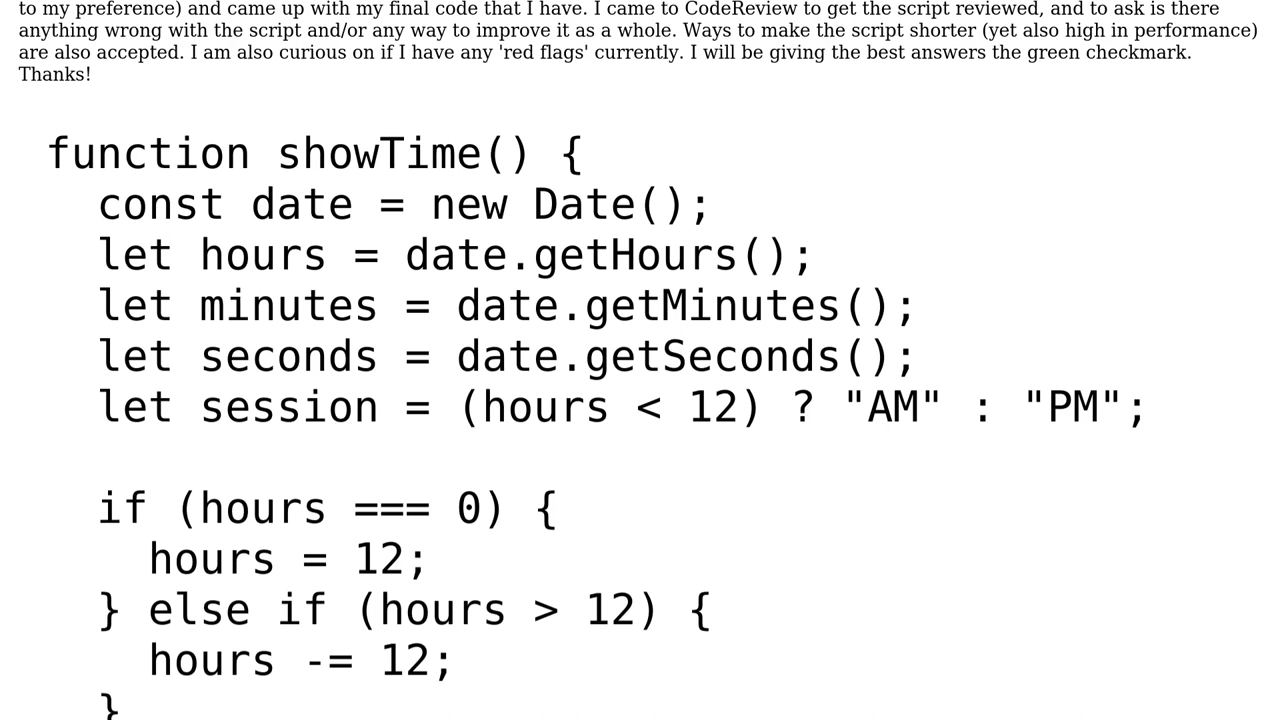 to my preference) and came up with my final code that I have. I came to CodeReview to get the script reviewed, and to ask is there
anything wrong with the script and/or any way to improve it as a whole. Ways to make the script shorter (yet also high in performance)
are also accepted. I am also curious on if I have any 'red flags' currently. I will be giving the best answers the green checkmark.
Thanks!
function showTime() {
  const date = new Date();
  let hours = date.getHours();
  let minutes = date.getMinutes();
  let seconds = date.getSeconds();
  let session = (hours < 12) ? "AM" : "PM";
  if (hours === 0) {
    hours = 12;
  } else if (hours > 12) {
    hours -= 12;
  }